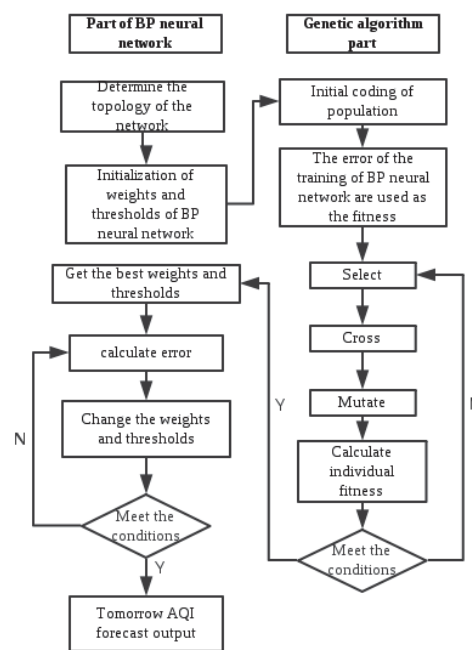 Part of BP neural
network
Genetic algorithm
part
Determine the
topology of the
network
Initialization of
weights and
thresholds of BP
neural network
Initial coding of
population
The error of the
training of BP neural
network are used as
the fitness
Get the best weights and
thresholds
Select
calculate error
Cross
Y
N
N
Change the weights
and thresholds
Mutate
Calculate
individual
fitness
Meet the
conditions
Meet the
conditions
Y
Tomorrow AQI
forecast output